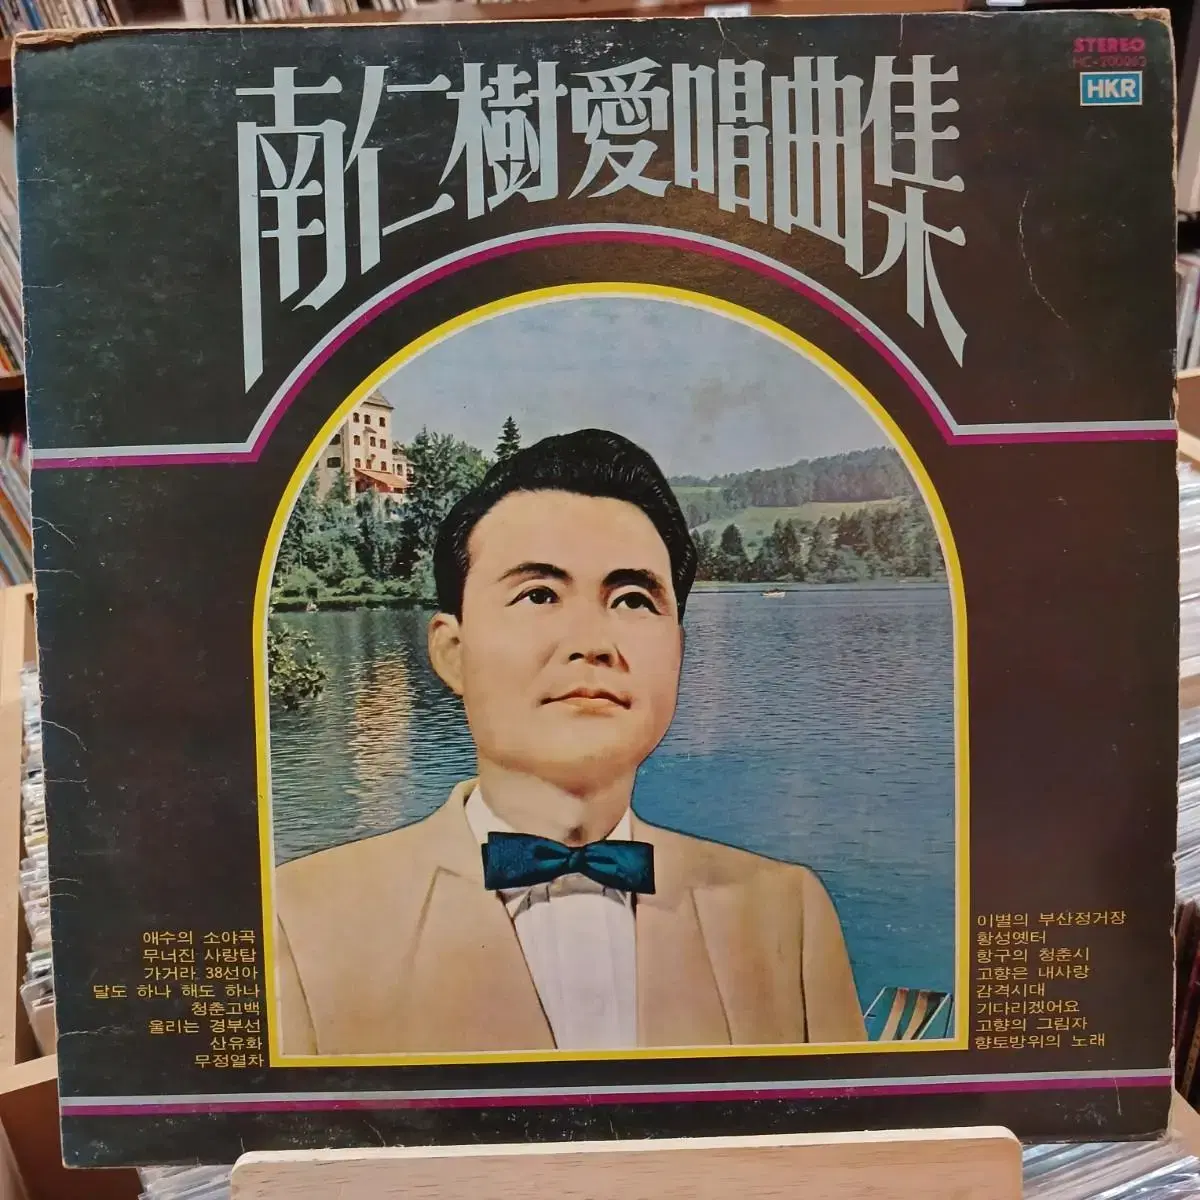 南仁樹愛唱曲集
STEREO
HC-200063
HKR
애수의 소야곡
무너진 사랑탑
가거라 38선아
달도 하나 해도 하나
청춘고백
울리는 경부선
산유화
무정열차
이별의 부산정거장
황성옛터
항구의 청춘시
고향은 내사랑
감격시대
기다리겠어요
고향의 그림자
향토방위의 노래